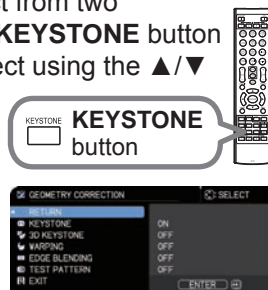 ct from two
KEYSTONE button
ect using the ▲/▼
KEYSTONE
KEYSTONE
button
GEOMETRY CORRECTION
SELECT
RETURN
KEYSTONE ON
3D KEYSTONE OFF
WARPING OFF
EDGE BLENDING OFF
TEST PATTERN OFF
EXIT
ENTER